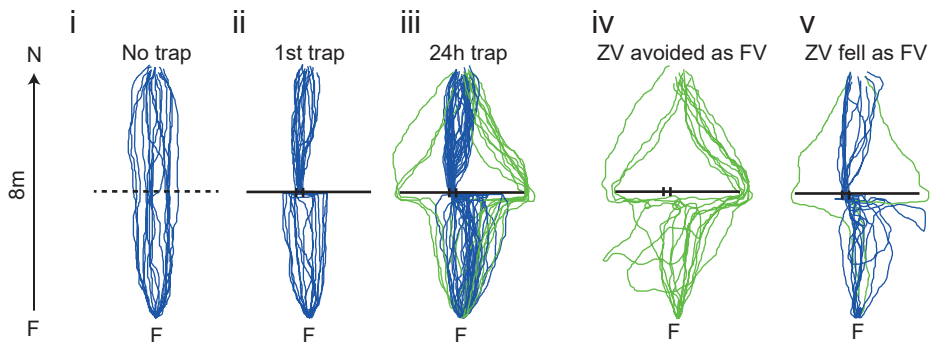 i
ii
iii
iv
v
No trap
1st trap
24h trap
ZV avoided as FV
ZV fell as FV
N
8m
F
F
F
F
F
F